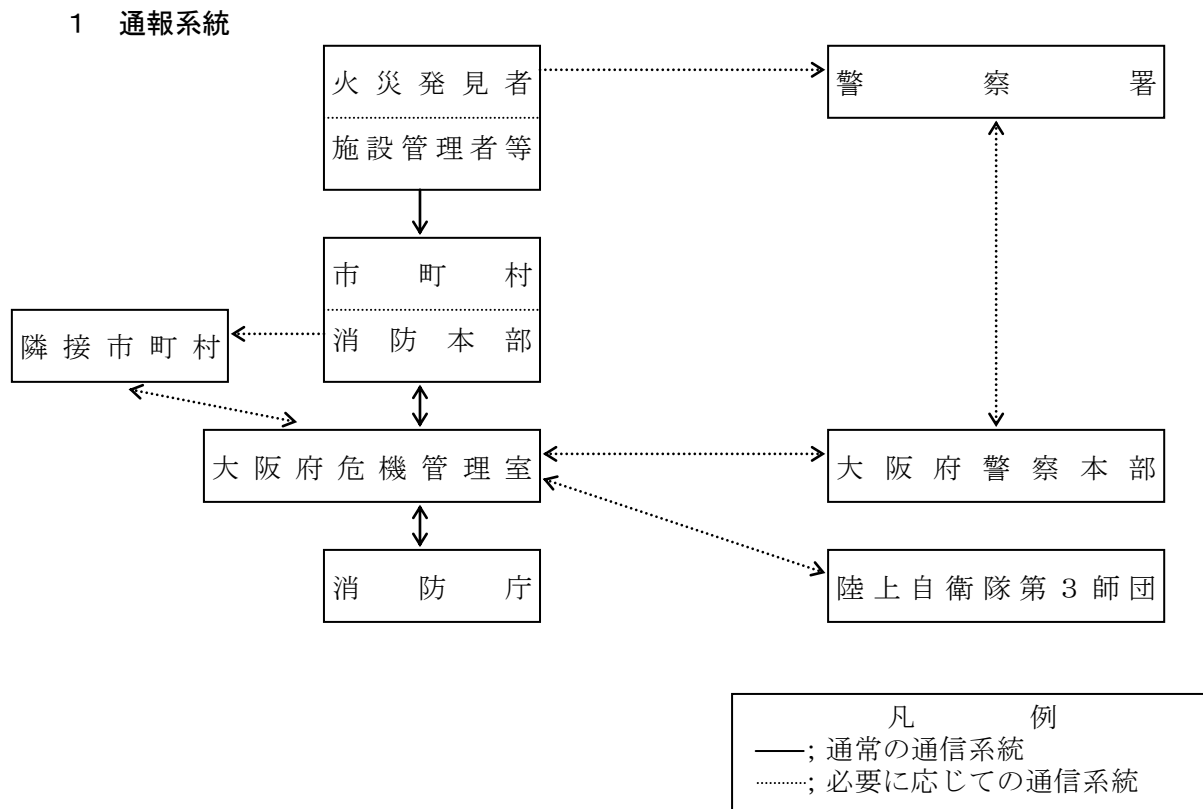 1 通報系統
火災発見者
警察署
施設管理者等
市町村
消防本部
隣接市町村
大阪府危機管理室
大阪府警察本部
消防庁
陸上自衛隊第3師団
凡例
――; 通常の通信系統
………; 必要に応じての通信系統